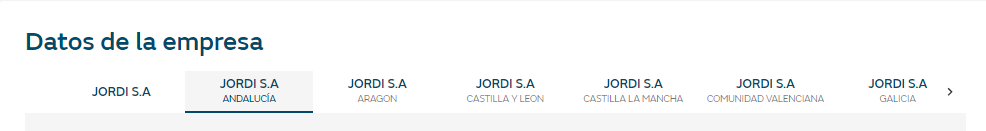 Datos de la empresa
JORDI S.A
JORDI S.A
ANDALUCÍA
JORDI S.A
ARAGON
JORDI S.A
CASTILLA Y LEON
JORDI S.A
CASTILLA LA MANCHA
JORDI S.A
COMUNIDAD VALENCIANA
JORDI S.A
GALICIA